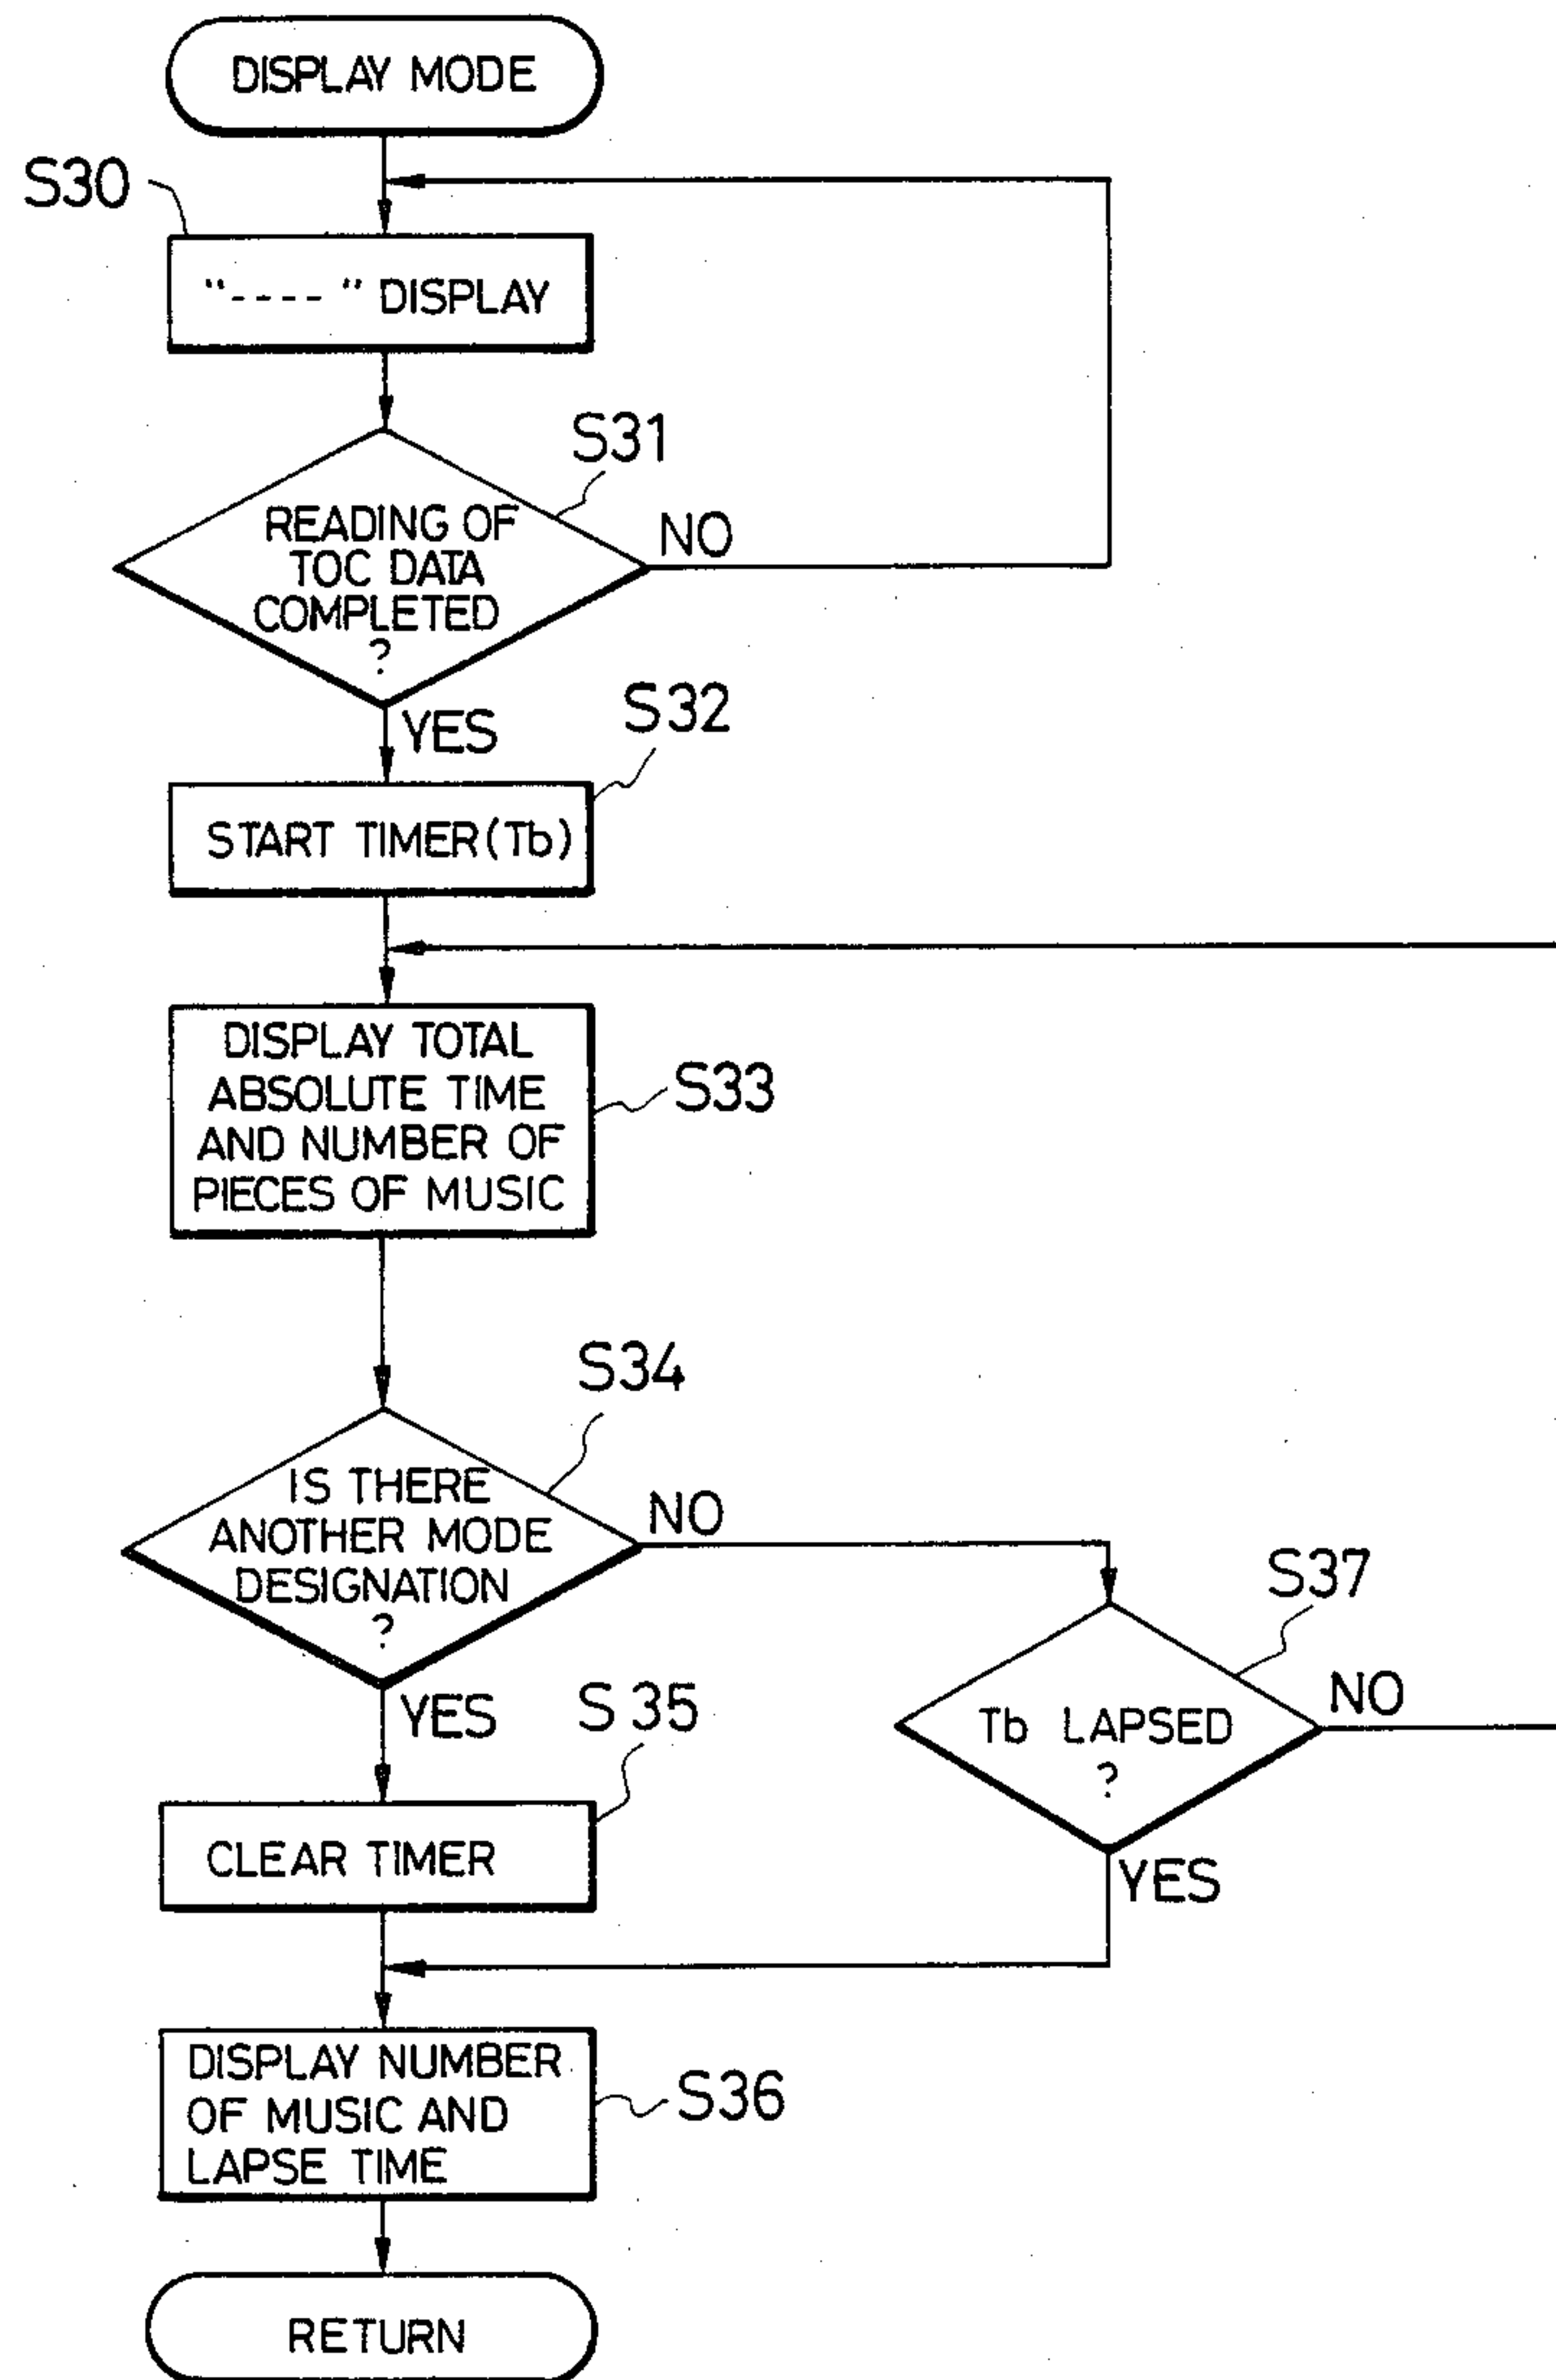 DISPLAY MODE
S30
"----" DISPLAY
S31
READING OF
TOC DATA
COMPLETED
?
NO
YES
S32
START TIMER(Tb)
DISPLAY TOTAL
ABSOLUTE TIME
AND NUMBER OF
PIECES OF MUSIC
S33
S34
IS THERE
ANOTHER MODE
DESIGNATION
?
NO
YES
S37
Tb LAPSED
?
NO
YES
S 35
CLEAR TIMER
DISPLAY NUMBER
OF MUSIC AND
LAPSE TIME
S36
RETURN